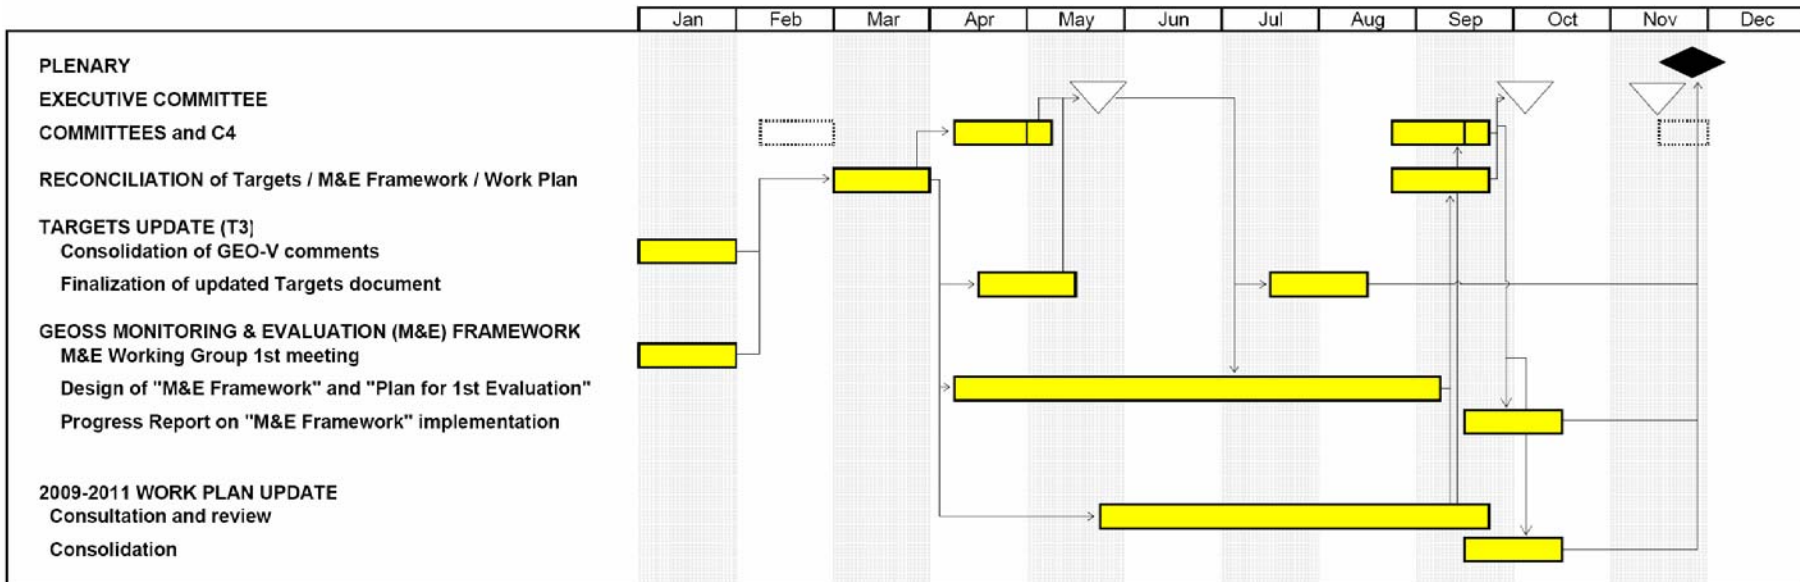 Jan Feb Mar Apr May Jun Jul Aug Sep Oct Nov Dec
PLENARY
EXECUTIVE COMMITTEE
COMMITTEES and C4
RECONCILIATION of Targets / M&E Framework / Work Plan
TARGETS UPDATE (T3)
Consolidation of GEO-V comments
Finalization of updated Targets document
GEOSS MONITORING & EVALUATION (M&E) FRAMEWORK
M&E Working Group 1st meeting
Design of "M&E Framework" and "Plan for 1st Evaluation"
Progress Report on "M&E Framework" implementation
2009-2011 WORK PLAN UPDATE
Consultation and review
Consolidation